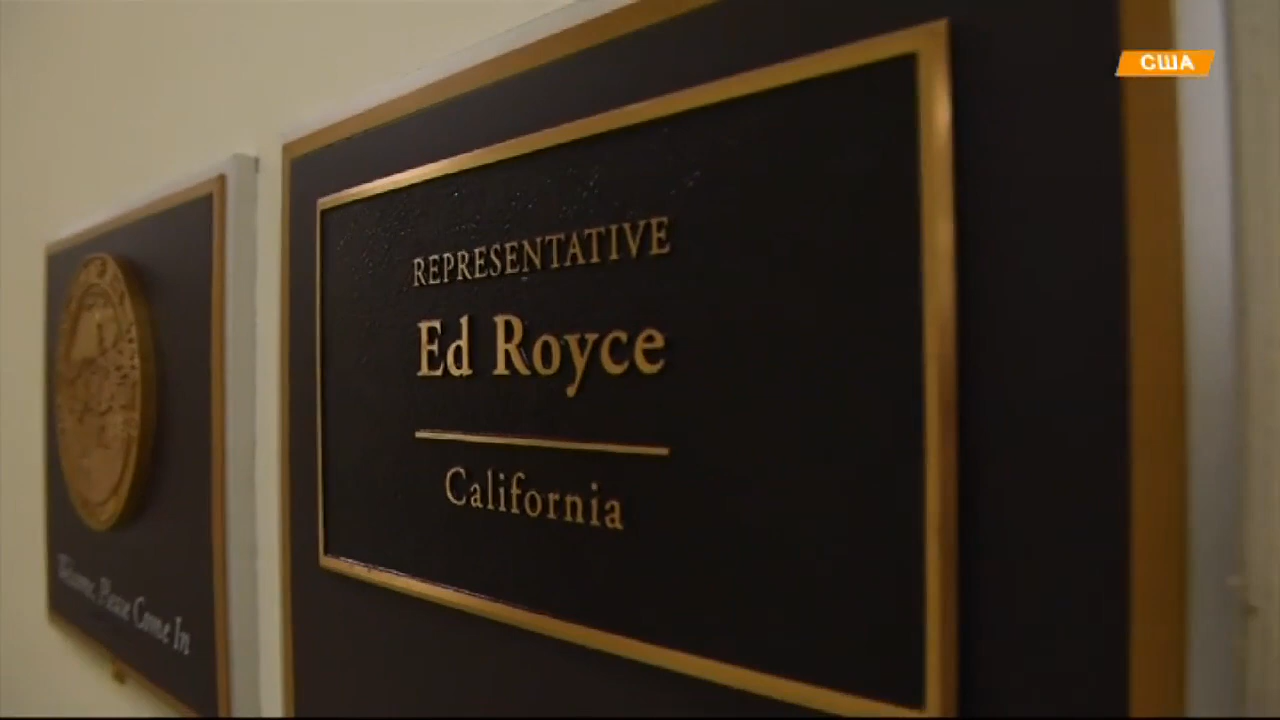 США
REPRESENTATIVE
Ed Royce
California
Welcome, Please Come In